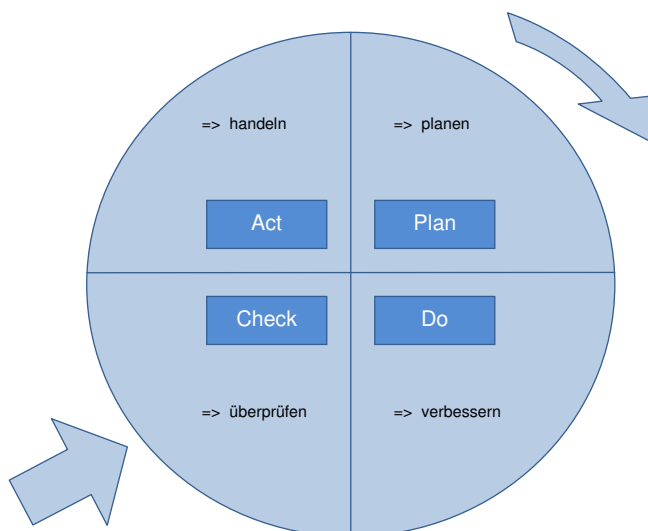 => handeln
=> planen
Act
Plan
Check
Do
=> überprüfen
=> verbessern